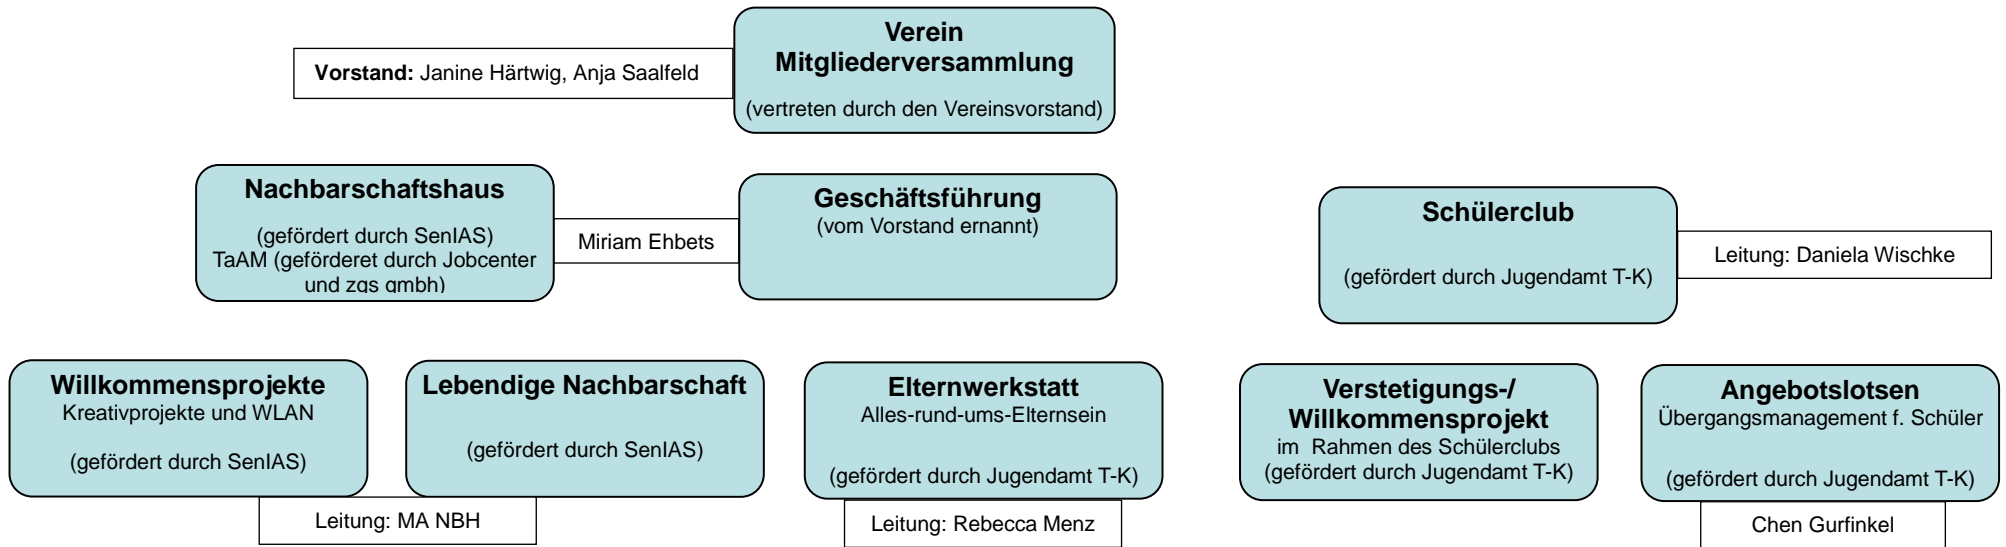 Verein
Mitgliederversammlung
(vertreten durch den Vereinsvorstand)
Vorstand: Janine Härtwig, Anja Saalfeld
Nachbarschaftshaus
(gefördert durch SenIAS)
TaAM (geförderet durch Jobcenter
und zgs gmbh)
Miriam Ehbets
Geschäftsführung
(vom Vorstand ernannt)
Schülerclub
(gefördert durch Jugendamt T-K)
Leitung: Daniela Wischke
Willkommensprojekte
Kreativprojekte und WLAN
(gefördert durch SenIAS)
Lebendige Nachbarschaft
(gefördert durch SenIAS)
Leitung: MA NBH
Elternwerkstatt
Alles-rund-ums-Elternsein
(gefördert durch Jugendamt T-K)
Leitung: Rebecca Menz
Verstetigungs-/
Willkommensprojekt
im Rahmen des Schülerclubs
(gefördert durch Jugendamt T-K)
Angebotslotsen
Übergangsmanagement f. Schüler
(gefördert durch Jugendamt T-K)
Chen Gurfinkel